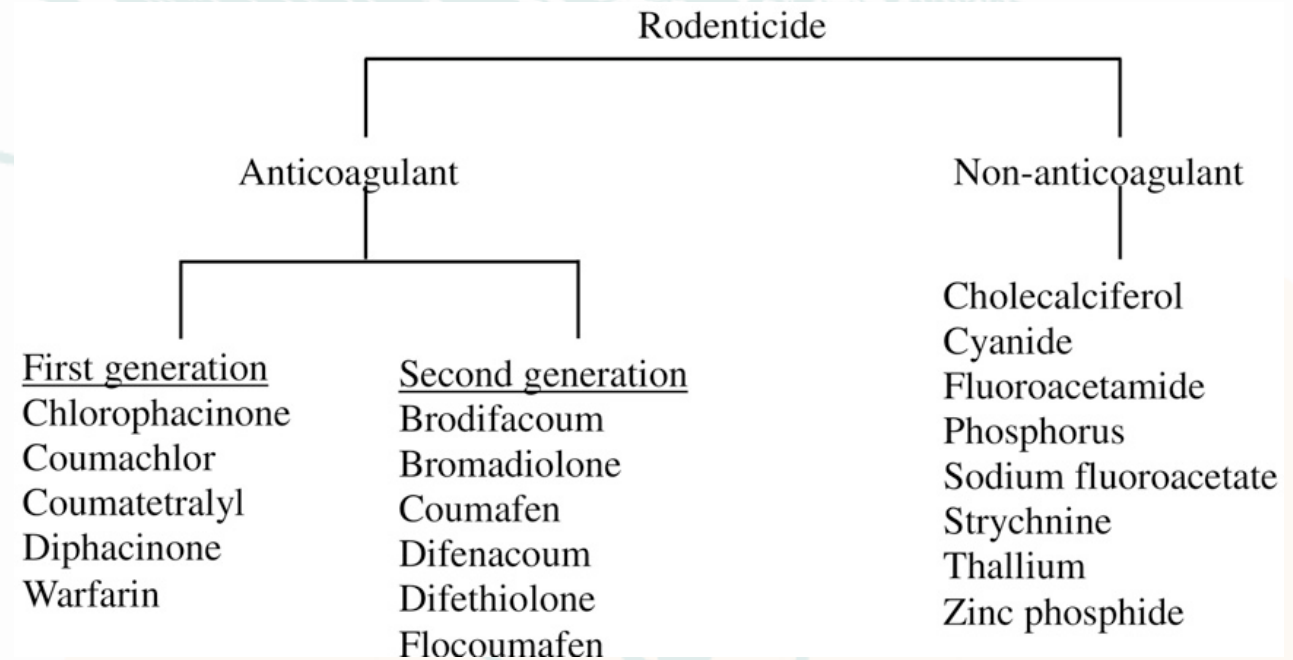 Rodenticide
Anticoagulant
Non-anticoagulant
First generation
Chlorophacinone
Coumachlor
Coumatetralyl
Diphacinone
Warfarin
Second generation
Brodifacoum
Bromadiolone
Coumafen
Difenacoum
Difethiolone
Flocoumafen
Cholecalciferol
Cyanide
Fluoroacetamide
Phosphorus
Sodium fluoroacetate
Strychnine
Thallium
Zinc phosphide